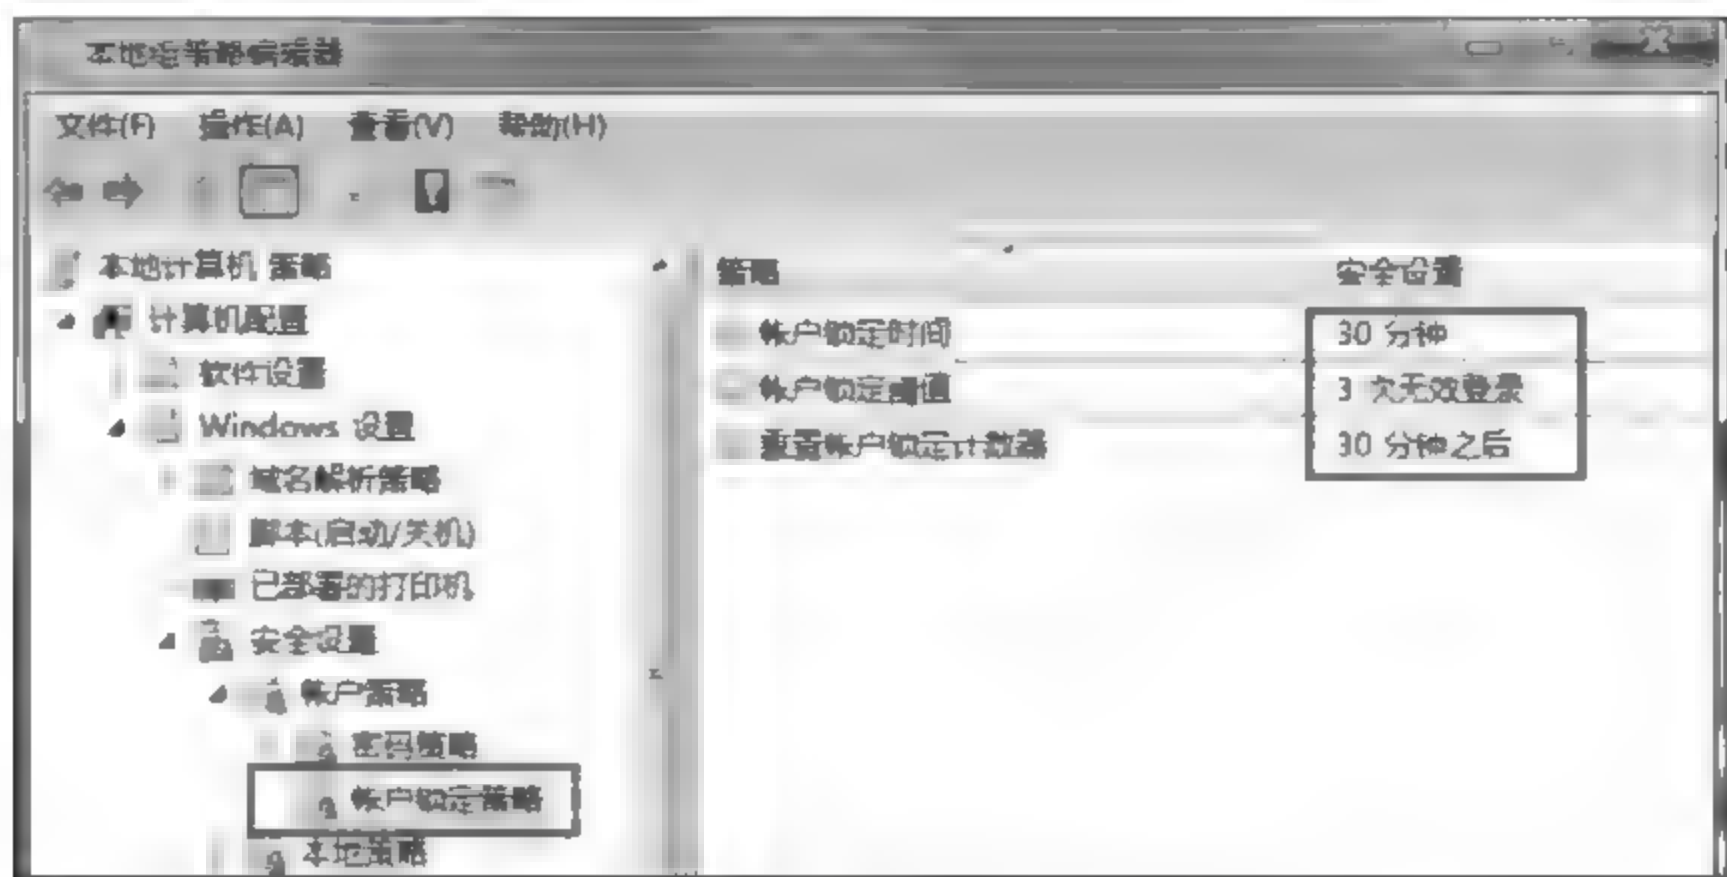 本地组策略编辑器
文件(F) 操作(A) 查看(V) 帮助(H)
本地计算机 策略
计算机配置
软件设置
Windows 设置
域名解析策略
脚本(启动/关机)
已部署的打印机
安全设置
帐户策略
密码策略
帐户锁定策略
本地策略
策略 安全设置
帐户锁定时间 30 分钟
帐户锁定阈值 3 次无效登录
重置帐户锁定计数器 30 分钟之后